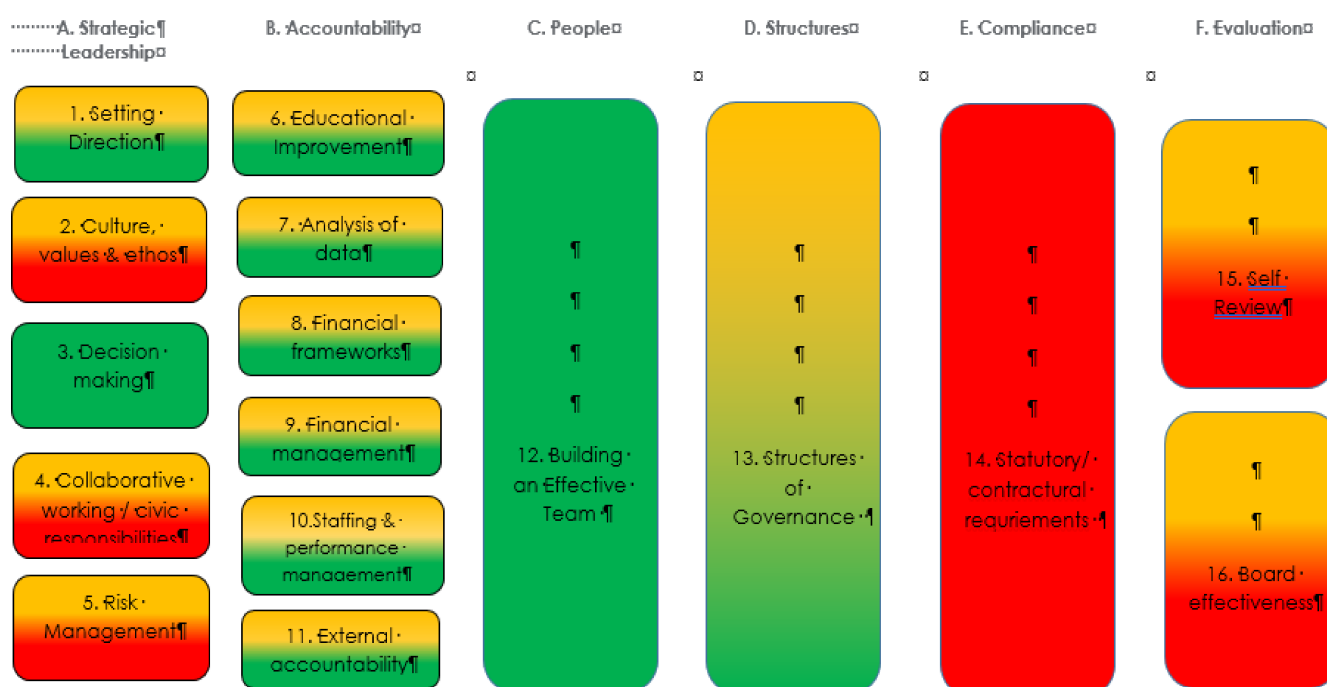 A. Strategic¶
Leadership¤
B. Accountability¤
C. People¤
D. Structures¤
E. Compliance¤
F. Evaluation¤
¤
¤
¤
¤
1. Setting·
Direction¶
2. Culture,·
values·&·ethos¶
3. Decision·
making¶
4. Collaborative·
working·/·civic·
responsibilities¶
5. Risk·
Management¶
6. Educational·
Improvement¶
7.·Analysis·of·
data¶
8. Financial·
frameworks¶
9. Financial·
management¶
10.Staffing·&·
performance·
management¶
11. External·
accountability¶
¶
¶
¶
¶
12. Building·
an·Effective·
Team·¶
¶
¶
¶
¶
13. Structures·
of·
Governance··¶
¶
¶
¶
¶
14. Statutory/·
contractural·
requriements·¶
¶
¶
15. Self·
Review¶
¶
¶
16. Board·
effectiveness¶